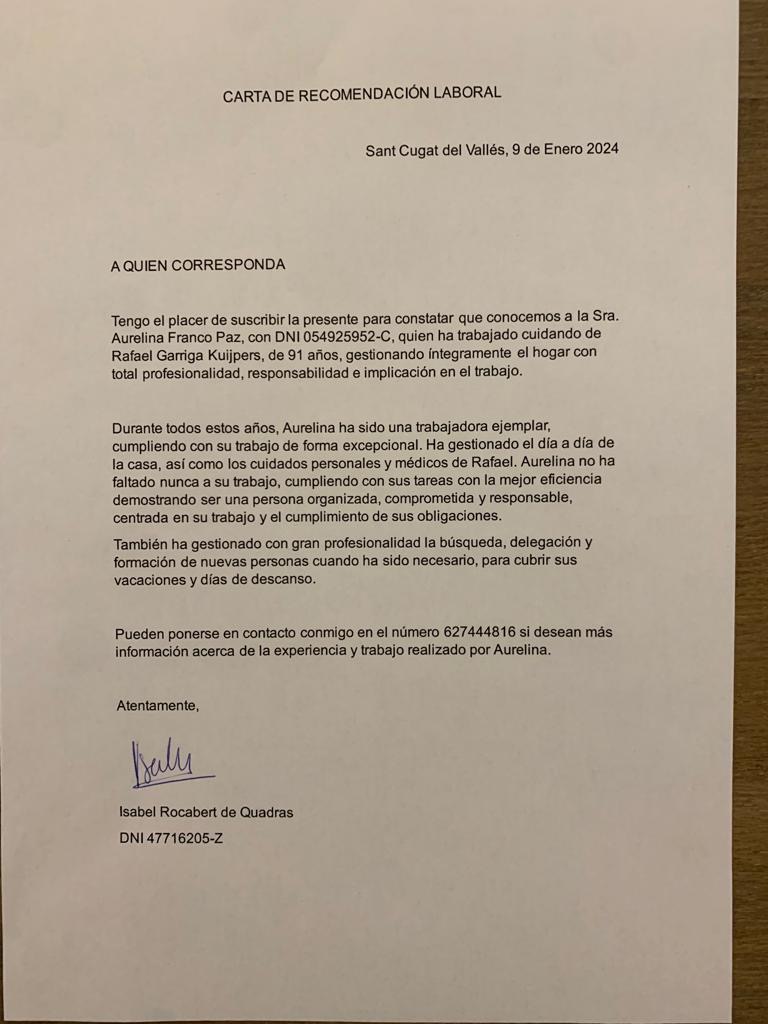 CARTA DE RECOMENDACIÓN LABORAL
Sant Cugat del Vallés, 9 de Enero 2024
A QUIEN CORRESPONDA
Tengo el placer de suscribir la presente para constatar que conocemos a la Sra.
Aurelina Franco Paz, con DNI 054925952-C, quien ha trabajado cuidando de
Rafael Garriga Kuijpers, de 91 años, gestionando íntegramente el hogar con
total profesionalidad, responsabilidad e implicación en el trabajo.
Durante todos estos años, Aurelina ha sido una trabajadora ejemplar,
cumpliendo con su trabajo de forma excepcional. Ha gestionado el día a día de
la casa, así como los cuidados personales y médicos de Rafael. Aurelina no ha
faltado nunca a su trabajo, cumpliendo con sus tareas con la mejor eficiencia
demostrando ser una persona organizada, comprometida y responsable,
centrada en su trabajo y el cumplimiento de sus obligaciones.
También ha gestionado con gran profesionalidad la búsqueda, delegación y
formación de nuevas personas cuando ha sido necesario, para cubrir sus
vacaciones y días de descanso.
Pueden ponerse en contacto conmigo en el número 627444816 si desean más
información acerca de la experiencia y trabajo realizado por Aurelina.
Atentamente,
Isabel Rocabert de Quadras
DNI 47716205-Z